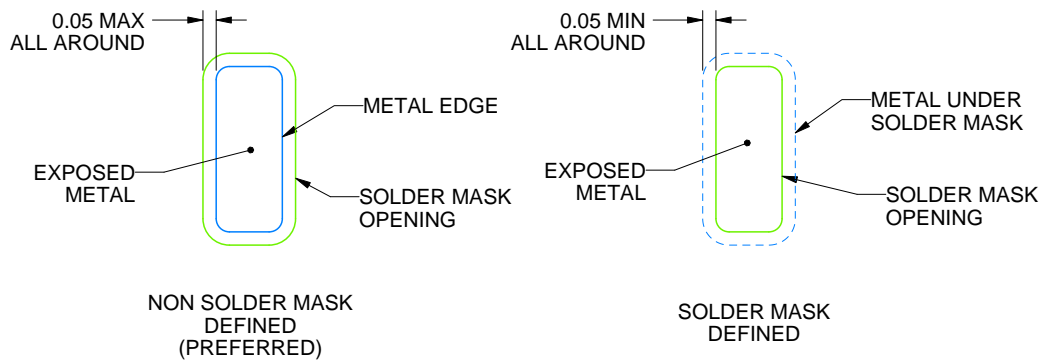 0.05 MAX
ALL AROUND
METAL EDGE
EXPOSED
METAL
SOLDER MASK
OPENING
NON SOLDER MASK
DEFINED
(PREFERRED)
0.05 MIN
ALL AROUND
METAL UNDER
SOLDER MASK
EXPOSED
METAL
SOLDER MASK
OPENING
SOLDER MASK
DEFINED